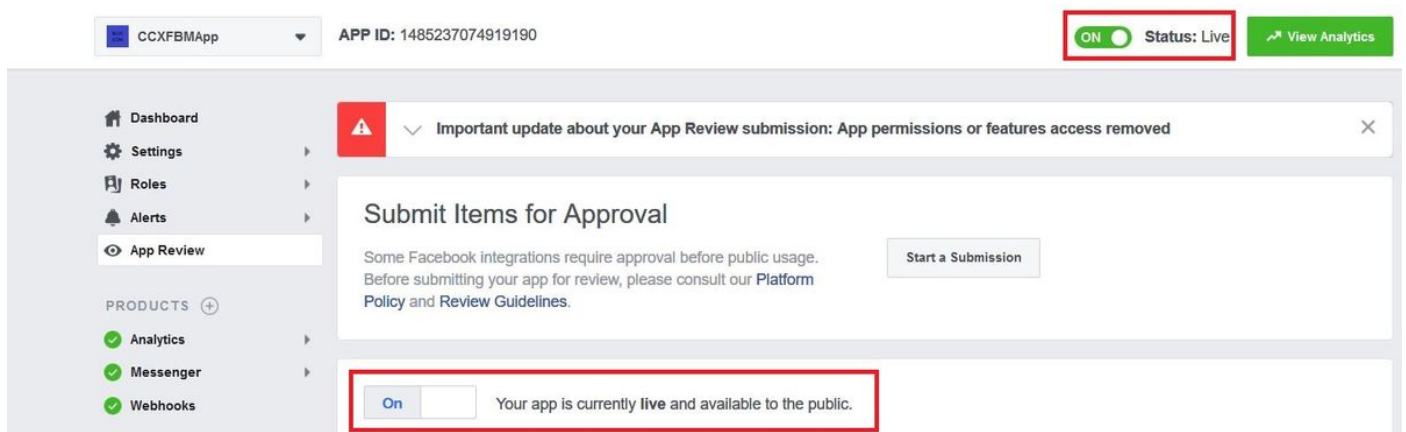 CCXFBMApp
APP ID: 1485237074919190
ON
Status: Live
View Analytics
Dashboard
Settings
Roles
Alerts
App Review
PRODUCTS
Analytics
Messenger
Webhooks
Important update about your App Review submission: App permissions or features access removed
Submit Items for Approval
Some Facebook integrations require approval before public usage.
Before submitting your app for review, please consult our Platform
Policy and Review Guidelines.
Start a Submission
On
Your app is currently live and available to the public.